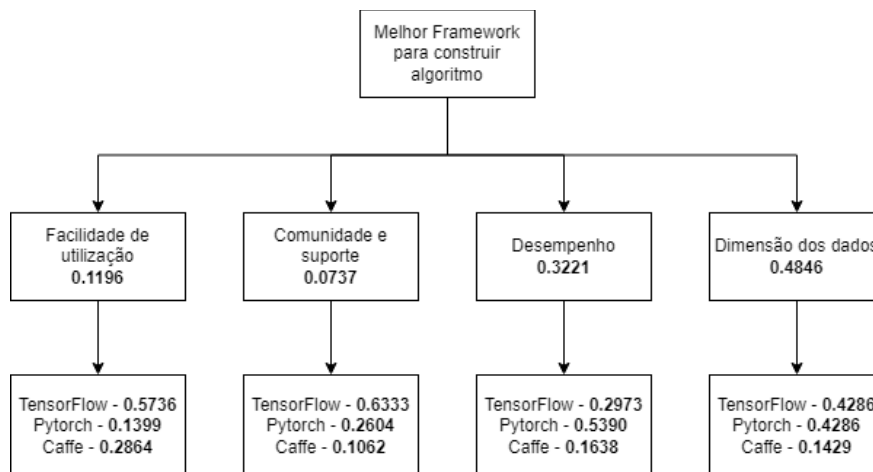 Melhor Framework
para construir
algoritmo
Facilidade de
utilização
0.1196
Comunidade e
suporte
0.0737
Desempenho
0.3221
Dimensão dos dados
0.4846
TensorFlow - 0.5736
Pytorch - 0.1399
Caffe - 0.2864
TensorFlow - 0.6333
Pytorch - 0.2604
Caffe - 0.1062
TensorFlow - 0.2973
Pytorch - 0.5390
Caffe - 0.1638
TensorFlow - 0.4286
Pytorch - 0.4286
Caffe - 0.1429